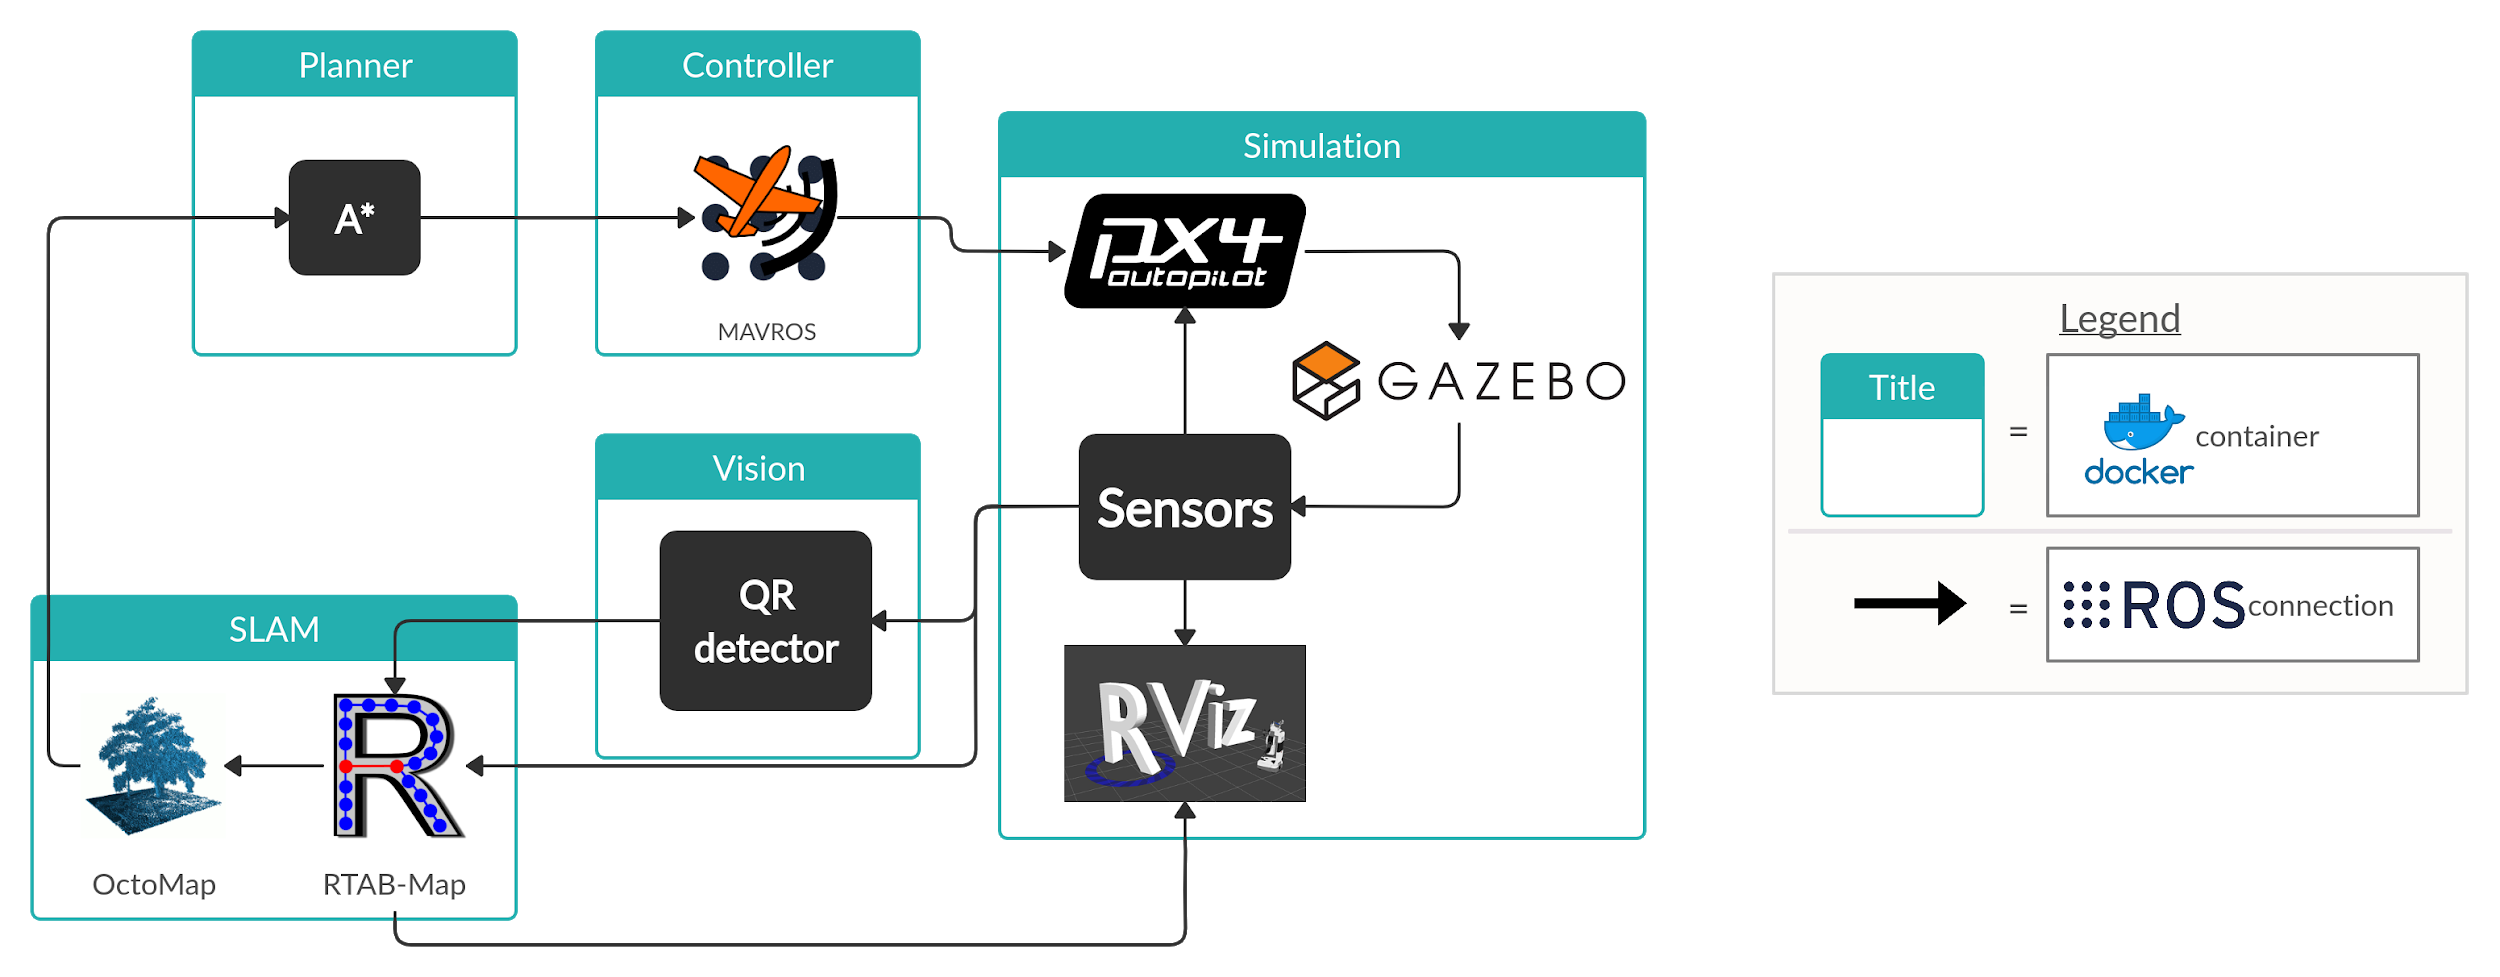 Planner
A*
Controller
MAVROS
Simulation
px4
autopilot
GAZEBO
Sensors
RViz
Vision
QR
detector
SLAM
OctoMap
RTAB-Map
R
Legend
Title
=
docker
container
=
ROS
connection